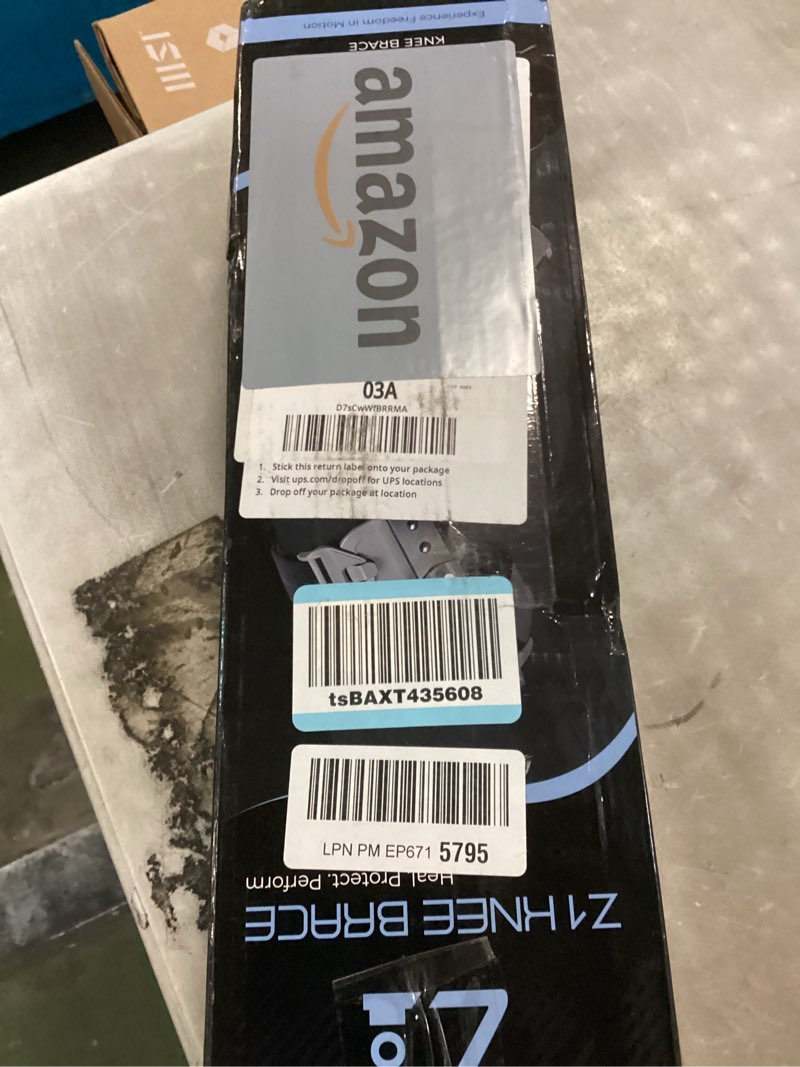 Experience Freedom in Motion
KNEE BRACE
amazon
03A
D7sCwWfBRRMA
1. Stick this return label onto your package
2. Visit ups.com/dropoff for UPS locations
3. Drop off your package at location
tsBAXT435608
LPN PM EP671 5795
Heal. Protect. Perform
Z1 KNEE BRACE